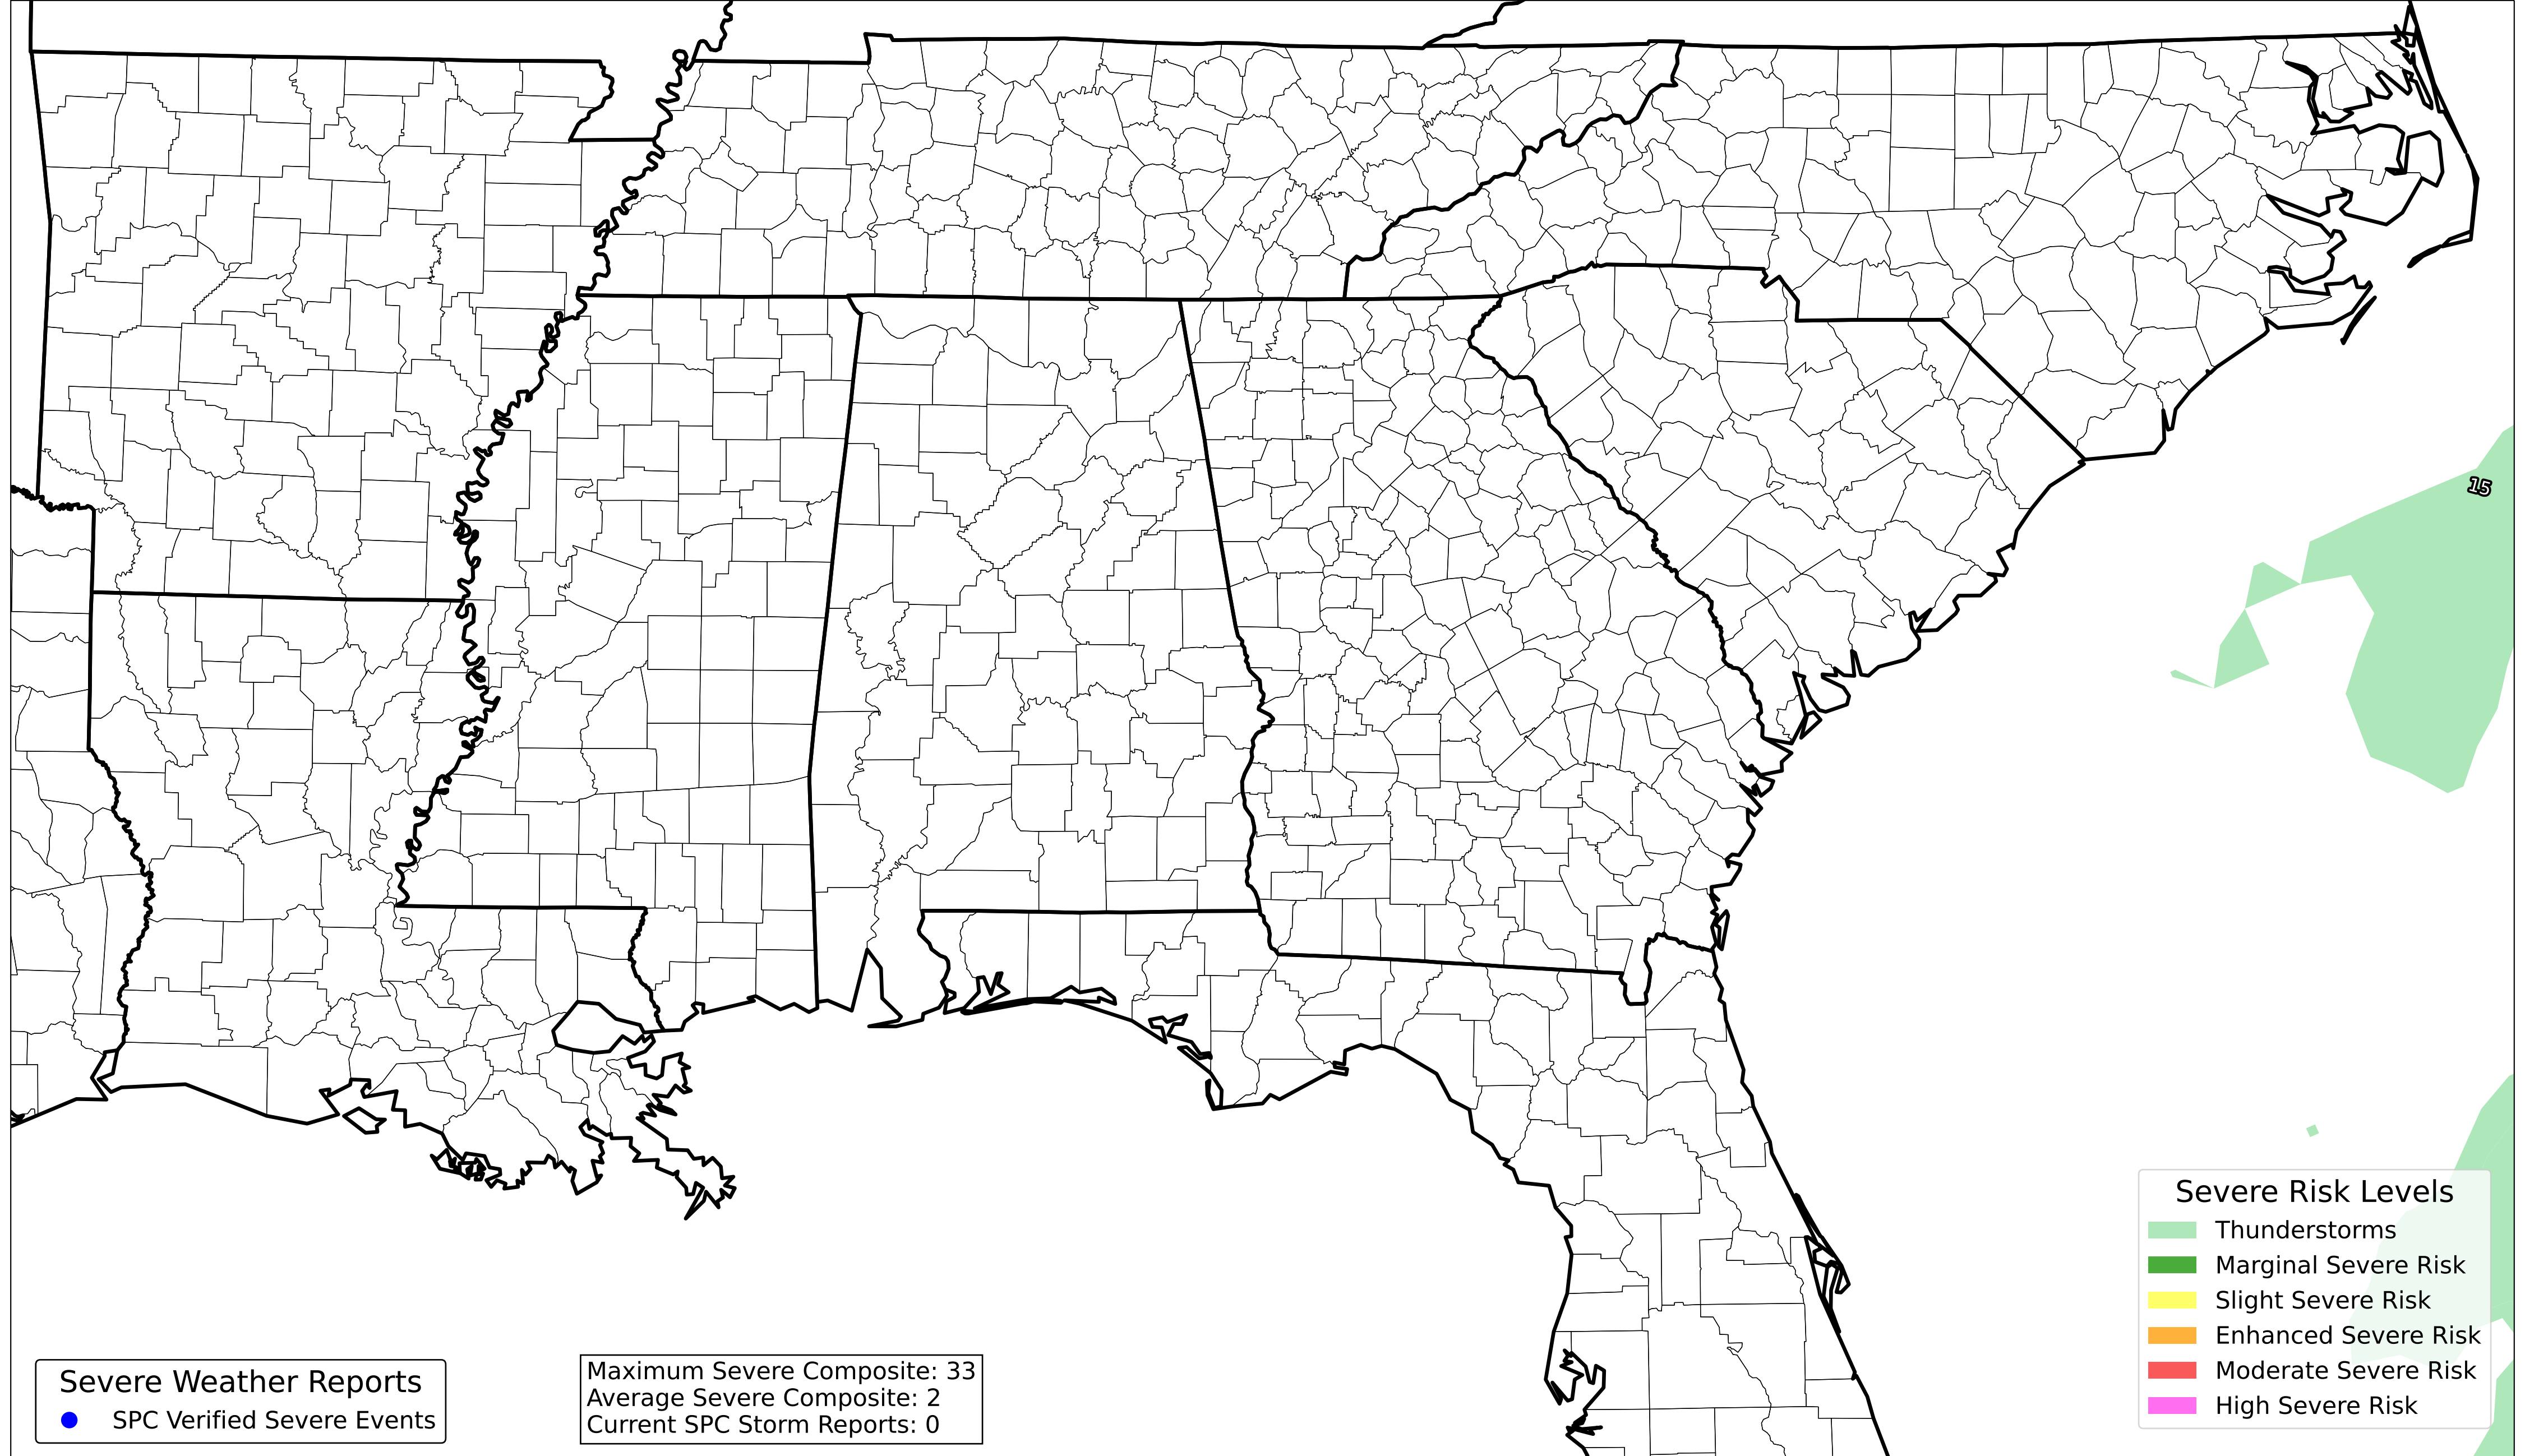 15
Severe Risk Levels
Thunderstorms
Marginal Severe Risk
Slight Severe Risk
Enhanced Severe Risk
Moderate Severe Risk
High Severe Risk
Severe Weather Reports
SPC Verified Severe Events
Maximum Severe Composite: 33
Average Severe Composite: 2
Current SPC Storm Reports: 0